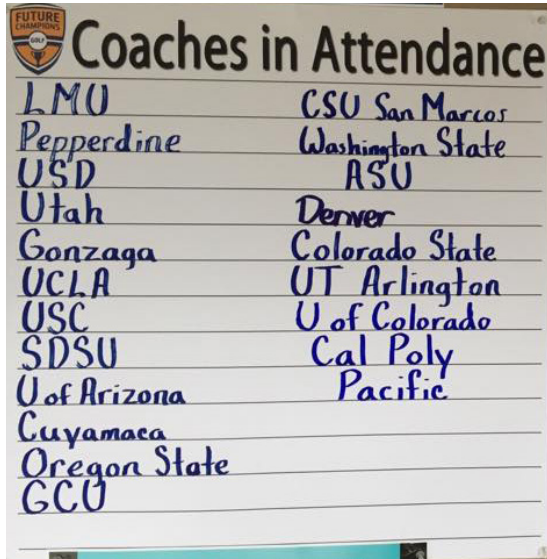 FUTURE
CHAMPIONS
GOLF
Coaches in Attendance
LMU
Pepperdine
USD
Utah
Gonzaga
UCLA
USC
SDSU
U of Arizona
Cuyamaca
Oregon State
GCU
CSU San Marcos
Washington State
ASU
Denver
Colorado State
UT Arlington
U of Colorado
Cal Poly
Pacific